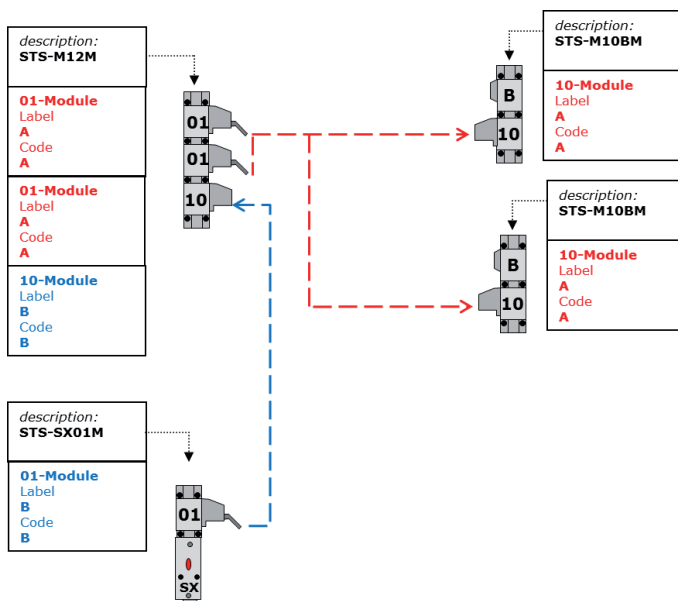 description:
STS-M12M
01-Module
Label
A
Code
A
01-Module
Label
A
Code
A
10-Module
Label
B
Code
B
01
01
10
description:
STS-M10BM
10-Module
Label
A
Code
A
B
10
description:
STS-M10BM
10-Module
Label
A
Code
A
B
10
description:
STS-SX01M
01-Module
Label
B
Code
B
01
SX